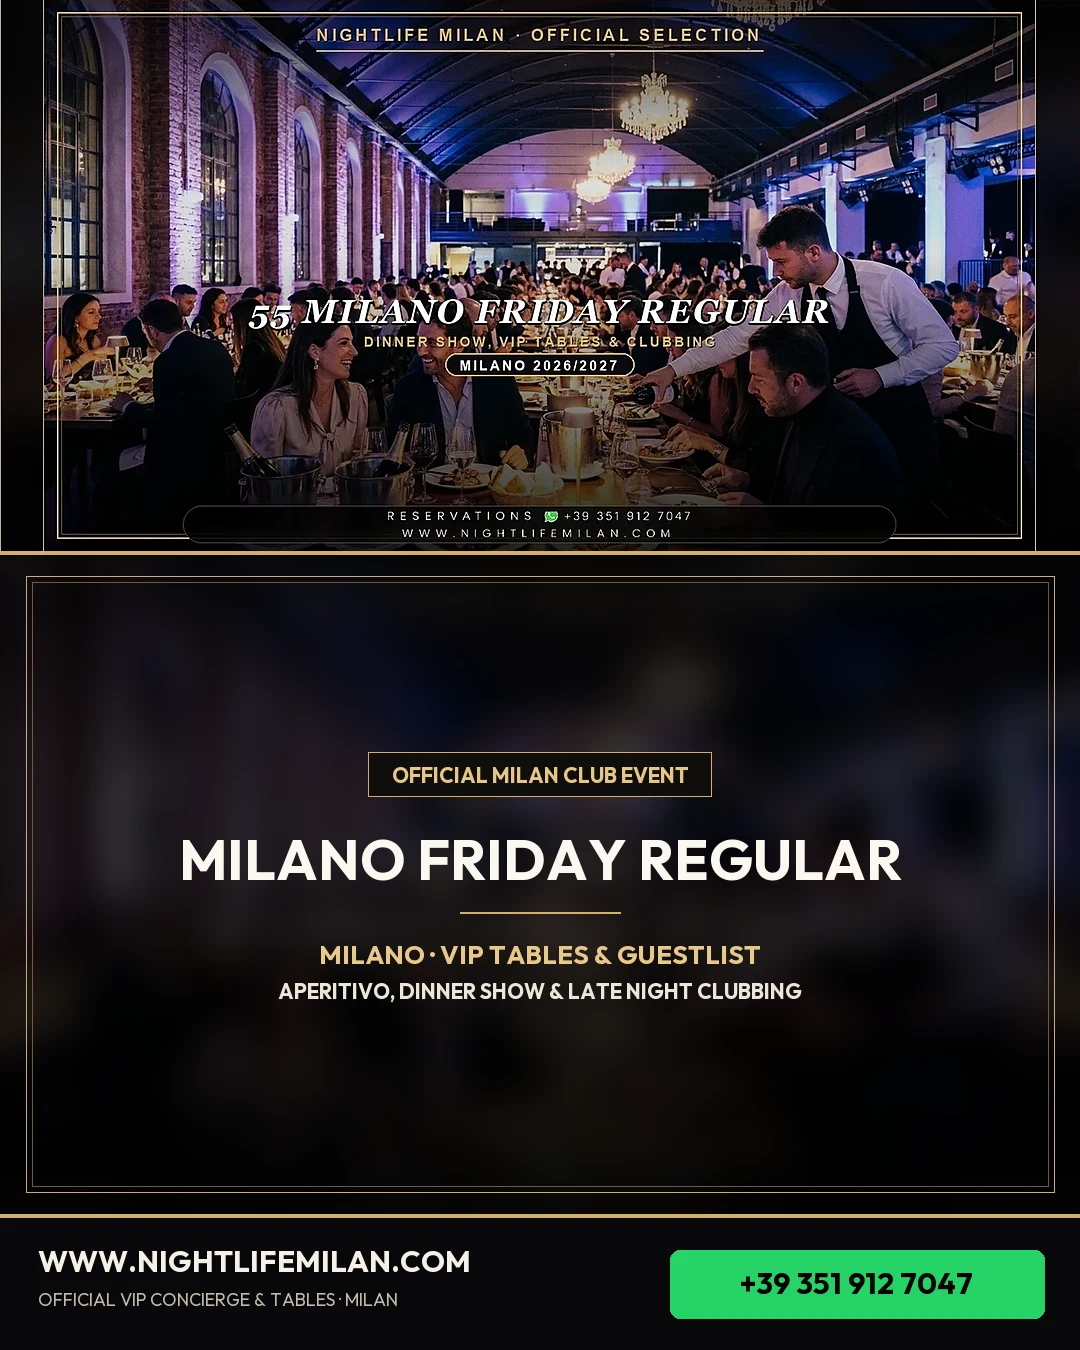 NIGHTLIFE MILAN · OFFICIAL SELECTION
55 MILANO FRIDAY REGULAR
DINNER SHOW, VIP TABLES & CLUBBING
MILANO 2026/2027
RESERVATIONS +39 351 912 7047
WWW.NIGHTLIFEMILAN.COM
OFFICIAL MILAN CLUB EVENT
MILANO FRIDAY REGULAR
MILANO · VIP TABLES & GUESTLIST
APERITIVO, DINNER SHOW & LATE NIGHT CLUBBING
WWW.NIGHTLIFEMILAN.COM
OFFICIAL VIP CONCIERGE & TABLES · MILAN
+39 351 912 7047